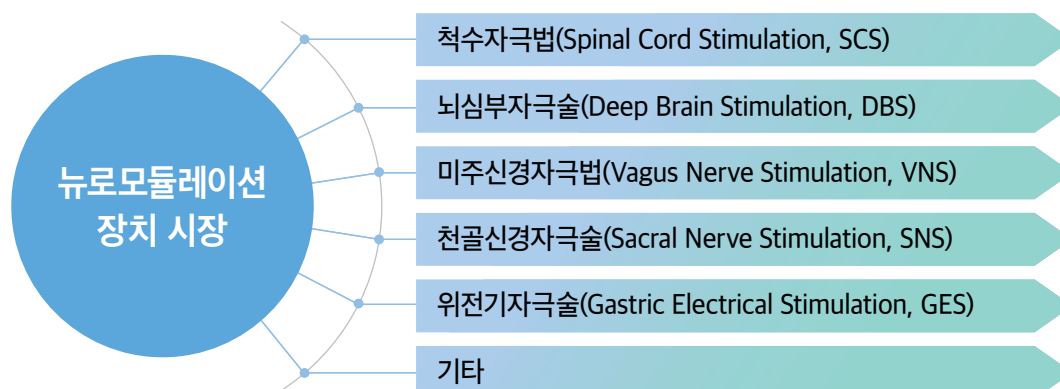 뉴로모듈레이션
장치 시장
척수자극법(Spinal Cord Stimulation, SCS)
뇌심부자극술(Deep Brain Stimulation, DBS)
미주신경자극법(Vagus Nerve Stimulation, VNS)
천골신경자극술(Sacral Nerve Stimulation, SNS)
위전기자극술(Gastric Electrical Stimulation, GES)
기타